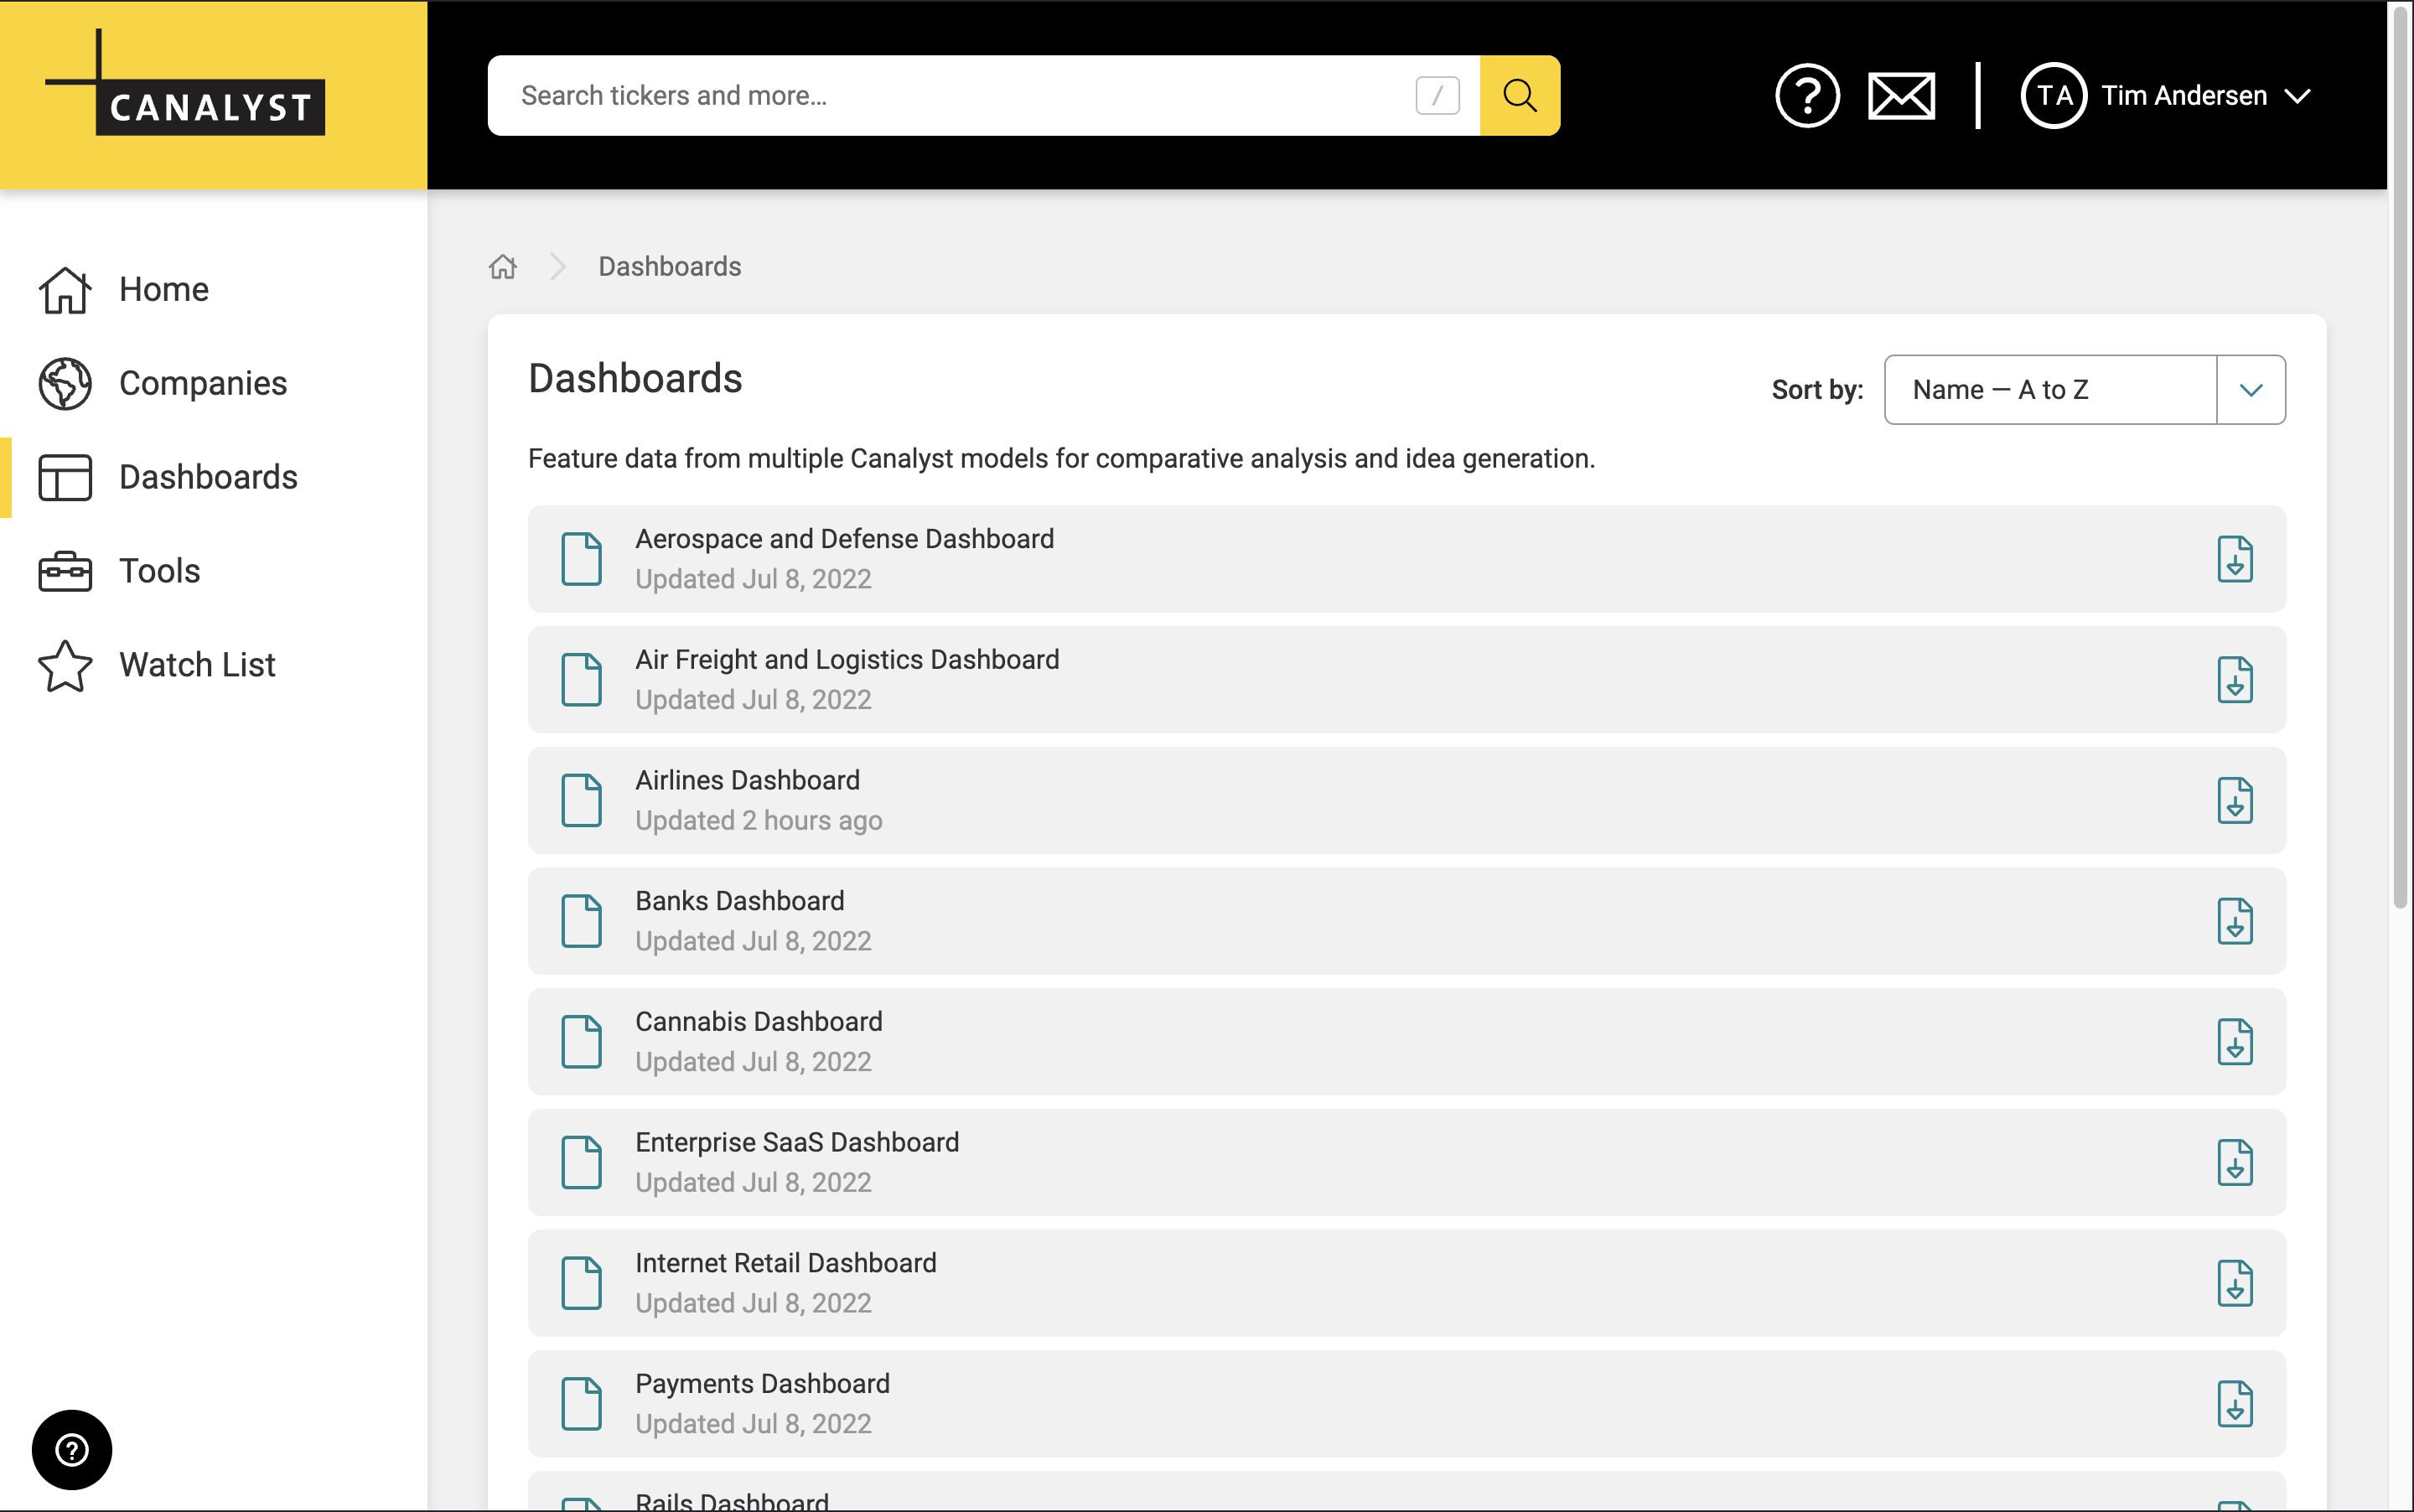 CANALYST
Search tickers and more...
/
TA
Tim Andersen
Home
Companies
Dashboards
Tools
Watch List
Dashboards
Dashboards
Sort by:
Name — A to Z
Feature data from multiple Canalyst models for comparative analysis and idea generation.
Aerospace and Defense Dashboard
Updated Jul 8, 2022
Air Freight and Logistics Dashboard
Updated Jul 8, 2022
Airlines Dashboard
Updated 2 hours ago
Banks Dashboard
Updated Jul 8, 2022
Cannabis Dashboard
Updated Jul 8, 2022
Enterprise SaaS Dashboard
Updated Jul 8, 2022
Internet Retail Dashboard
Updated Jul 8, 2022
Payments Dashboard
Updated Jul 8, 2022
Rails Dashboard